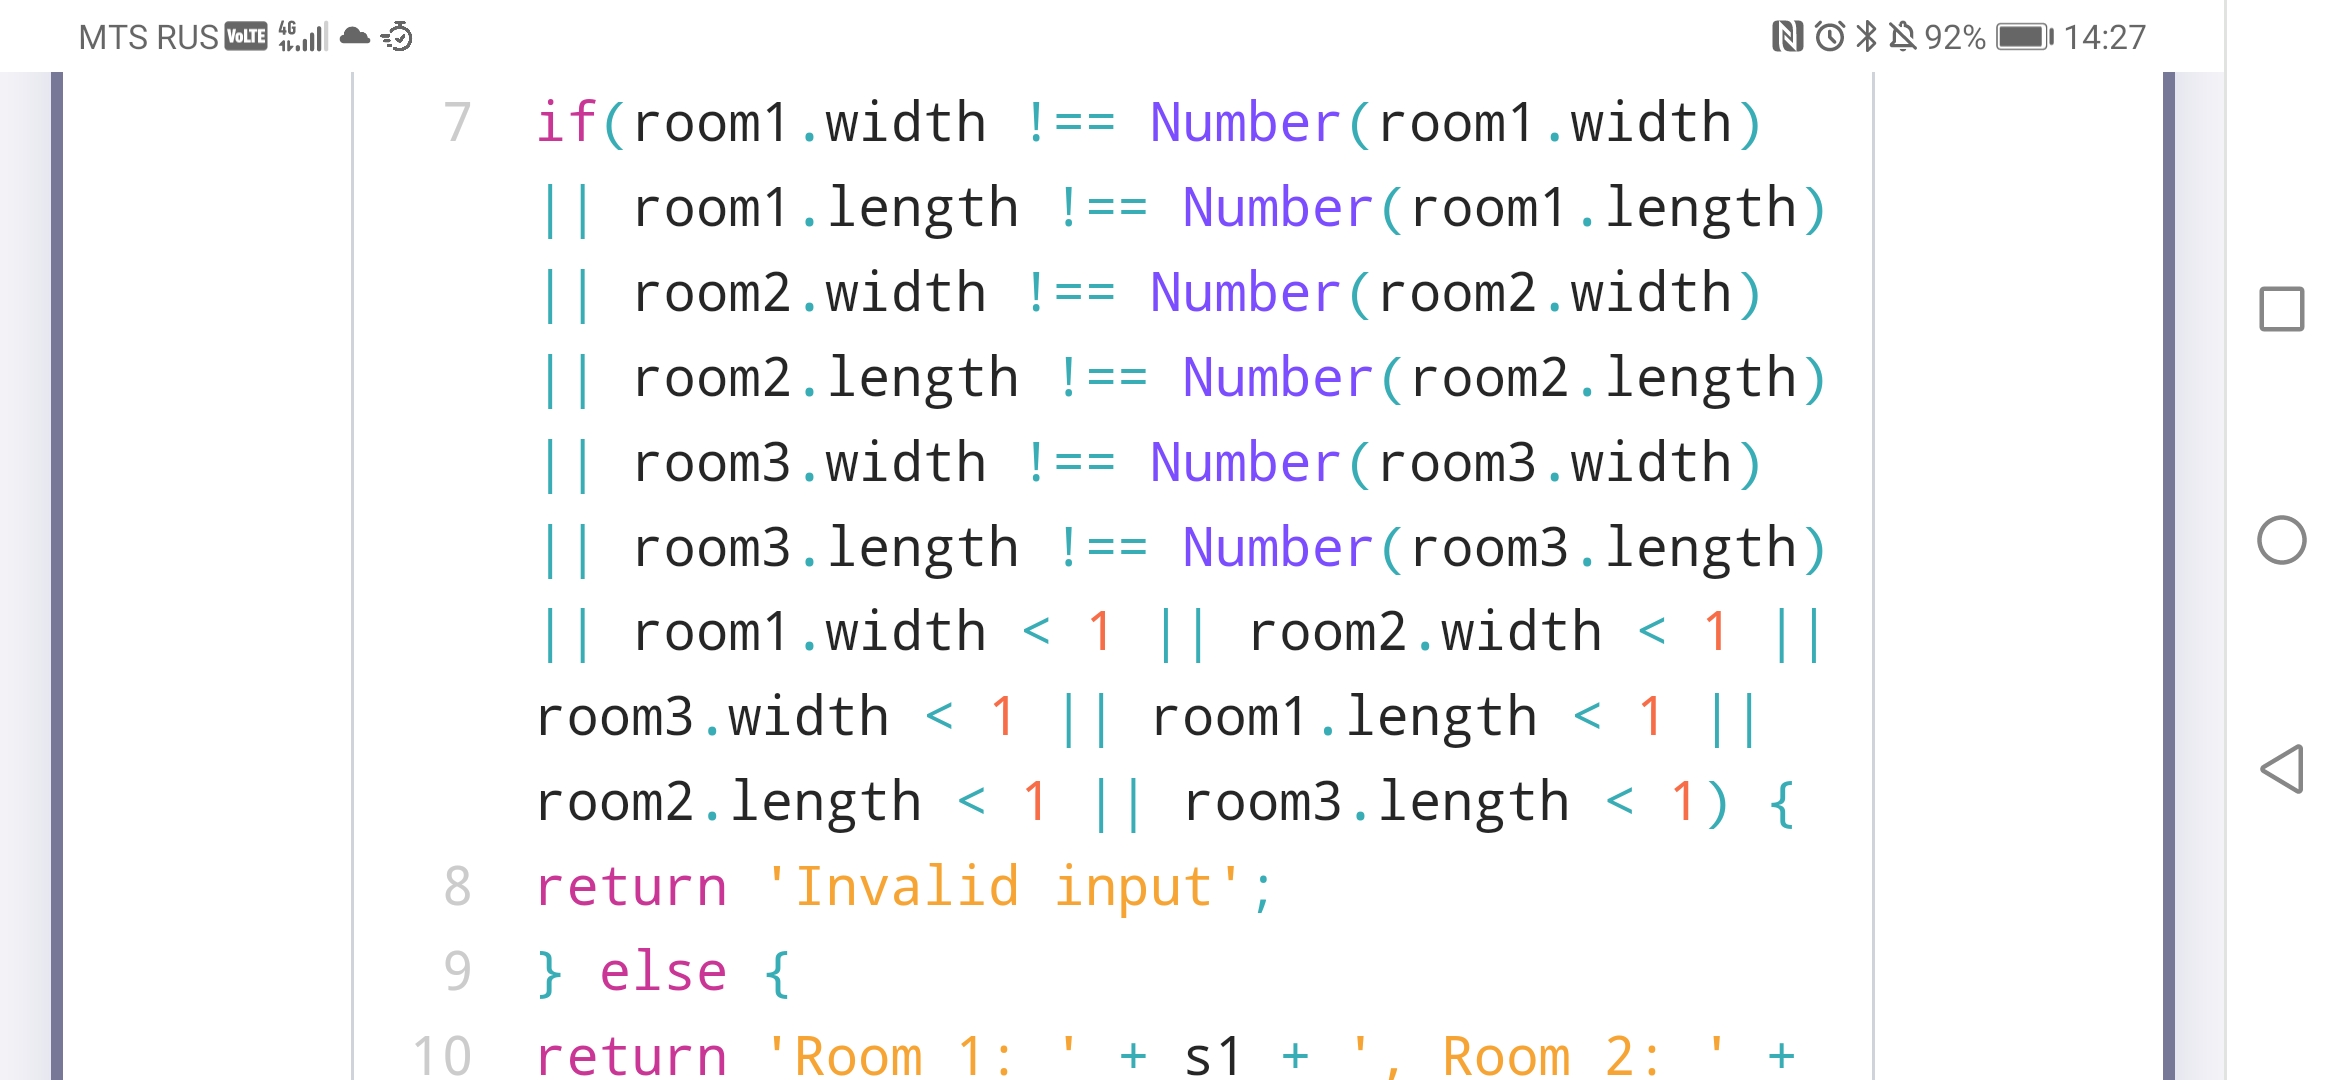 MTS RUS VoLTE 4G 92% 14:27
7 if(room1.width !== Number(room1.width)
|| room1.length !== Number(room1.length)
|| room2.width !== Number(room2.width)
|| room2.length !== Number(room2.length)
|| room3.width !== Number(room3.width)
|| room3.length !== Number(room3.length)
|| room1.width < 1 || room2.width < 1 ||
room3.width < 1 || room1.length < 1 ||
room2.length < 1 || room3.length < 1) {
8 return 'Invalid input';
9 } else {
10 return 'Room 1: ' + s1 + ', Room 2: ' +